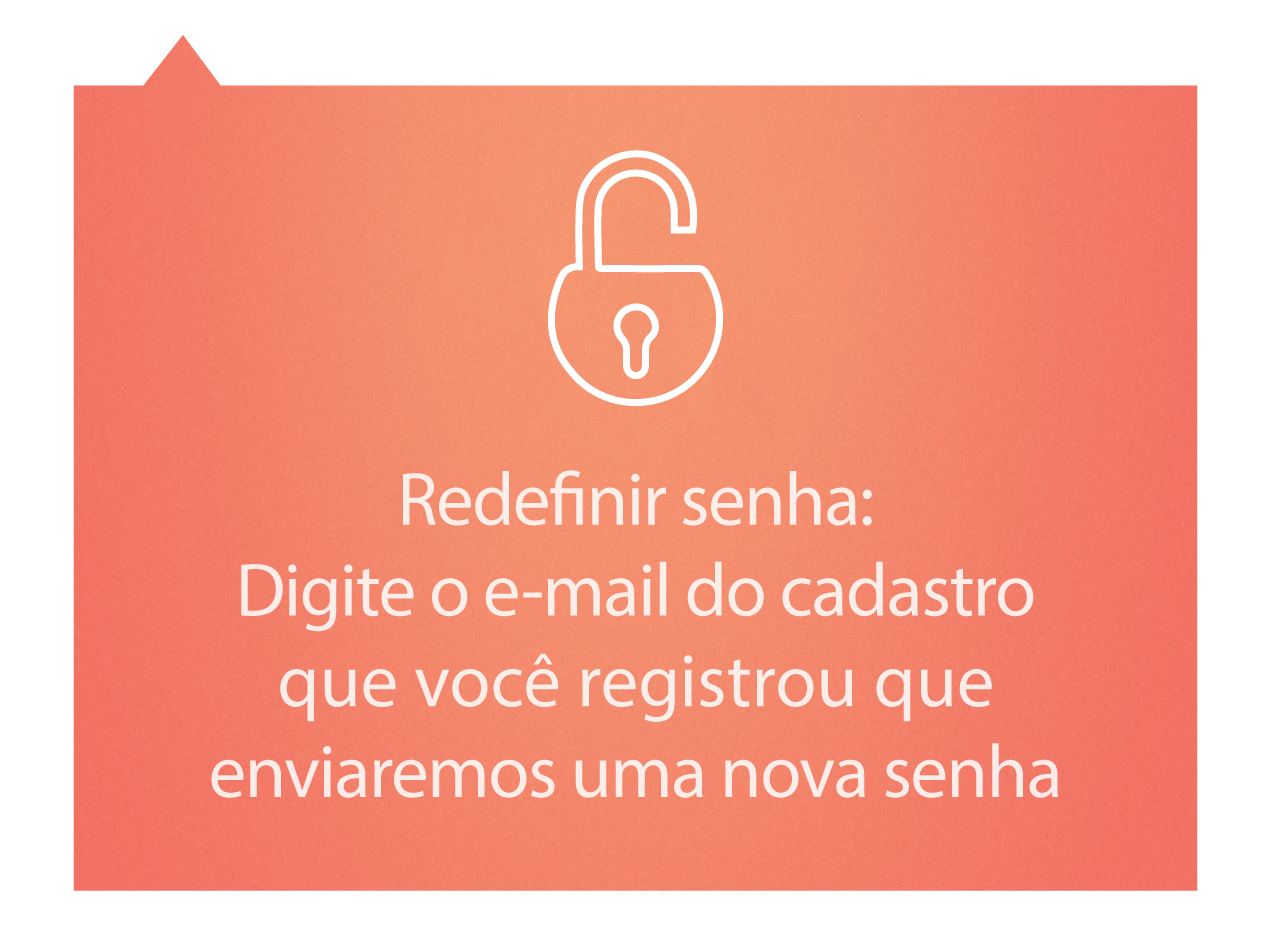 Redefinir senha:
Digite o e-mail do cadastro
que você registrou que
enviaremos uma nova senha